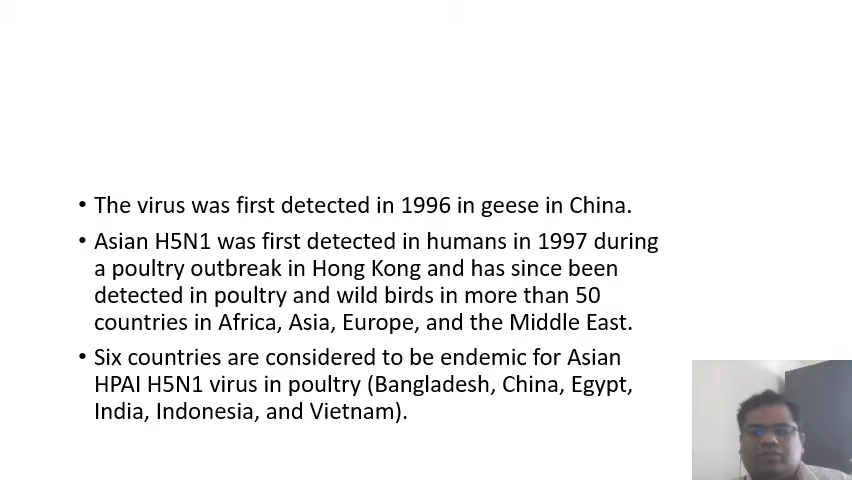 • The virus was first detected in 1996 in geese in China.
• Asian H5N1 was first detected in humans in 1997 during
a poultry outbreak in Hong Kong and has since been
detected in poultry and wild birds in more than 50
countries in Africa, Asia, Europe, and the Middle East.
• Six countries are considered to be endemic for Asian
HPAI H5N1 virus in poultry (Bangladesh, China, Egypt,
India, Indonesia, and Vietnam).